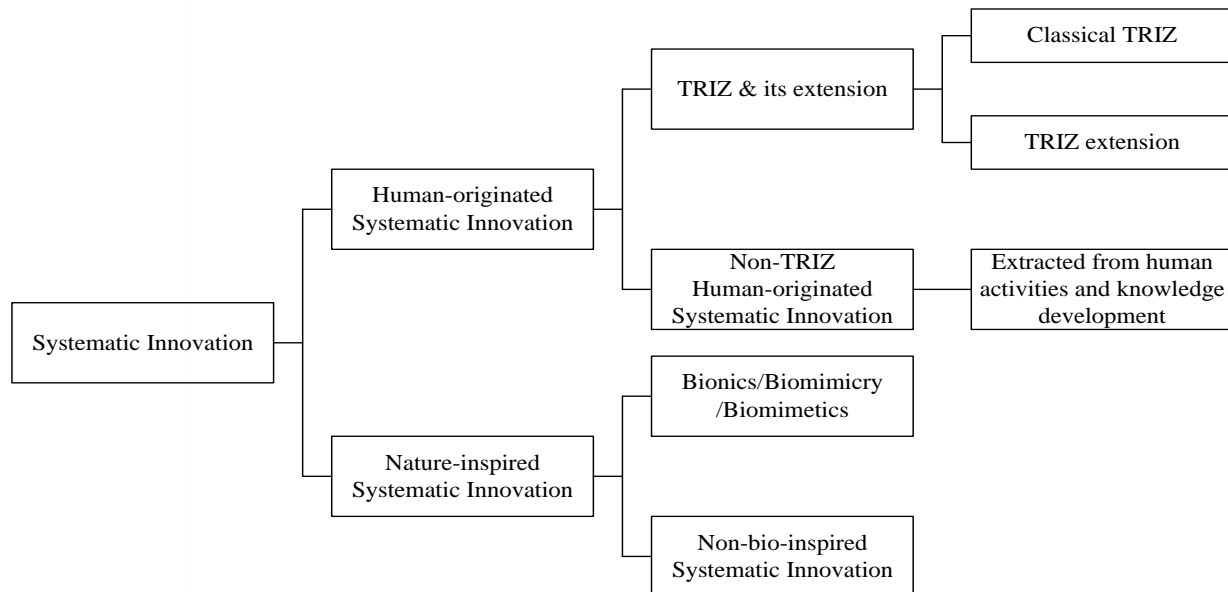 Classical TRIZ
TRIZ & its extension
TRIZ extension
Human-originated
Systematic Innovation
Non-TRIZ
Human-originated
Systematic Innovation
Extracted from human
activities and knowledge
development
Systematic Innovation
Bionics/Biomimicry
/Biomimetics
Nature-inspired
Systematic Innovation
Non-bio-inspired
Systematic Innovation